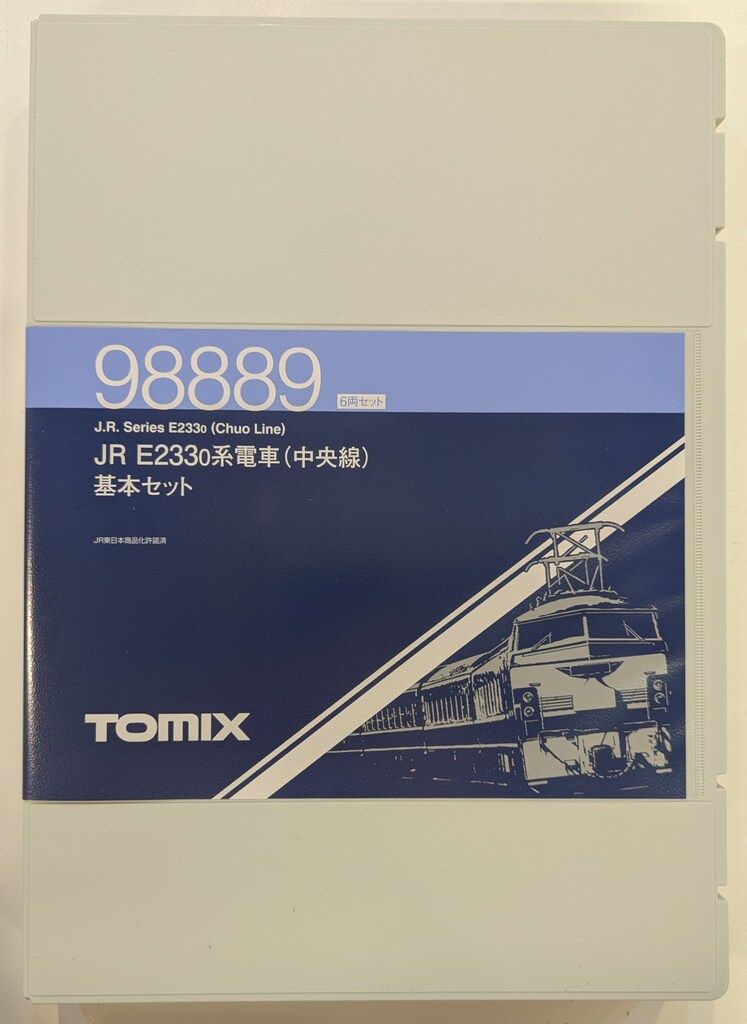 98889
6両セット
J.R. Series E2330 (Chuo Line)
JR E2330系電車(中央線)
基本セット
JR東日本商品化許諾済
TOMIX